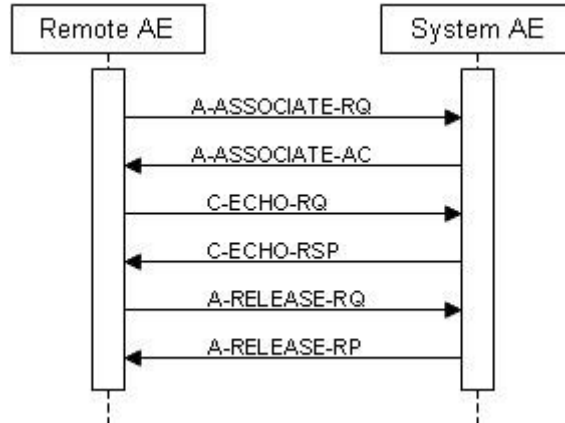 Remote AE
System AE
A-ASSOCIATE-RQ
A-ASSOCIATE-AC
C-ECHO-RQ
C-ECHO-RSP
A-RELEASE-RQ
A-RELEASE-RP